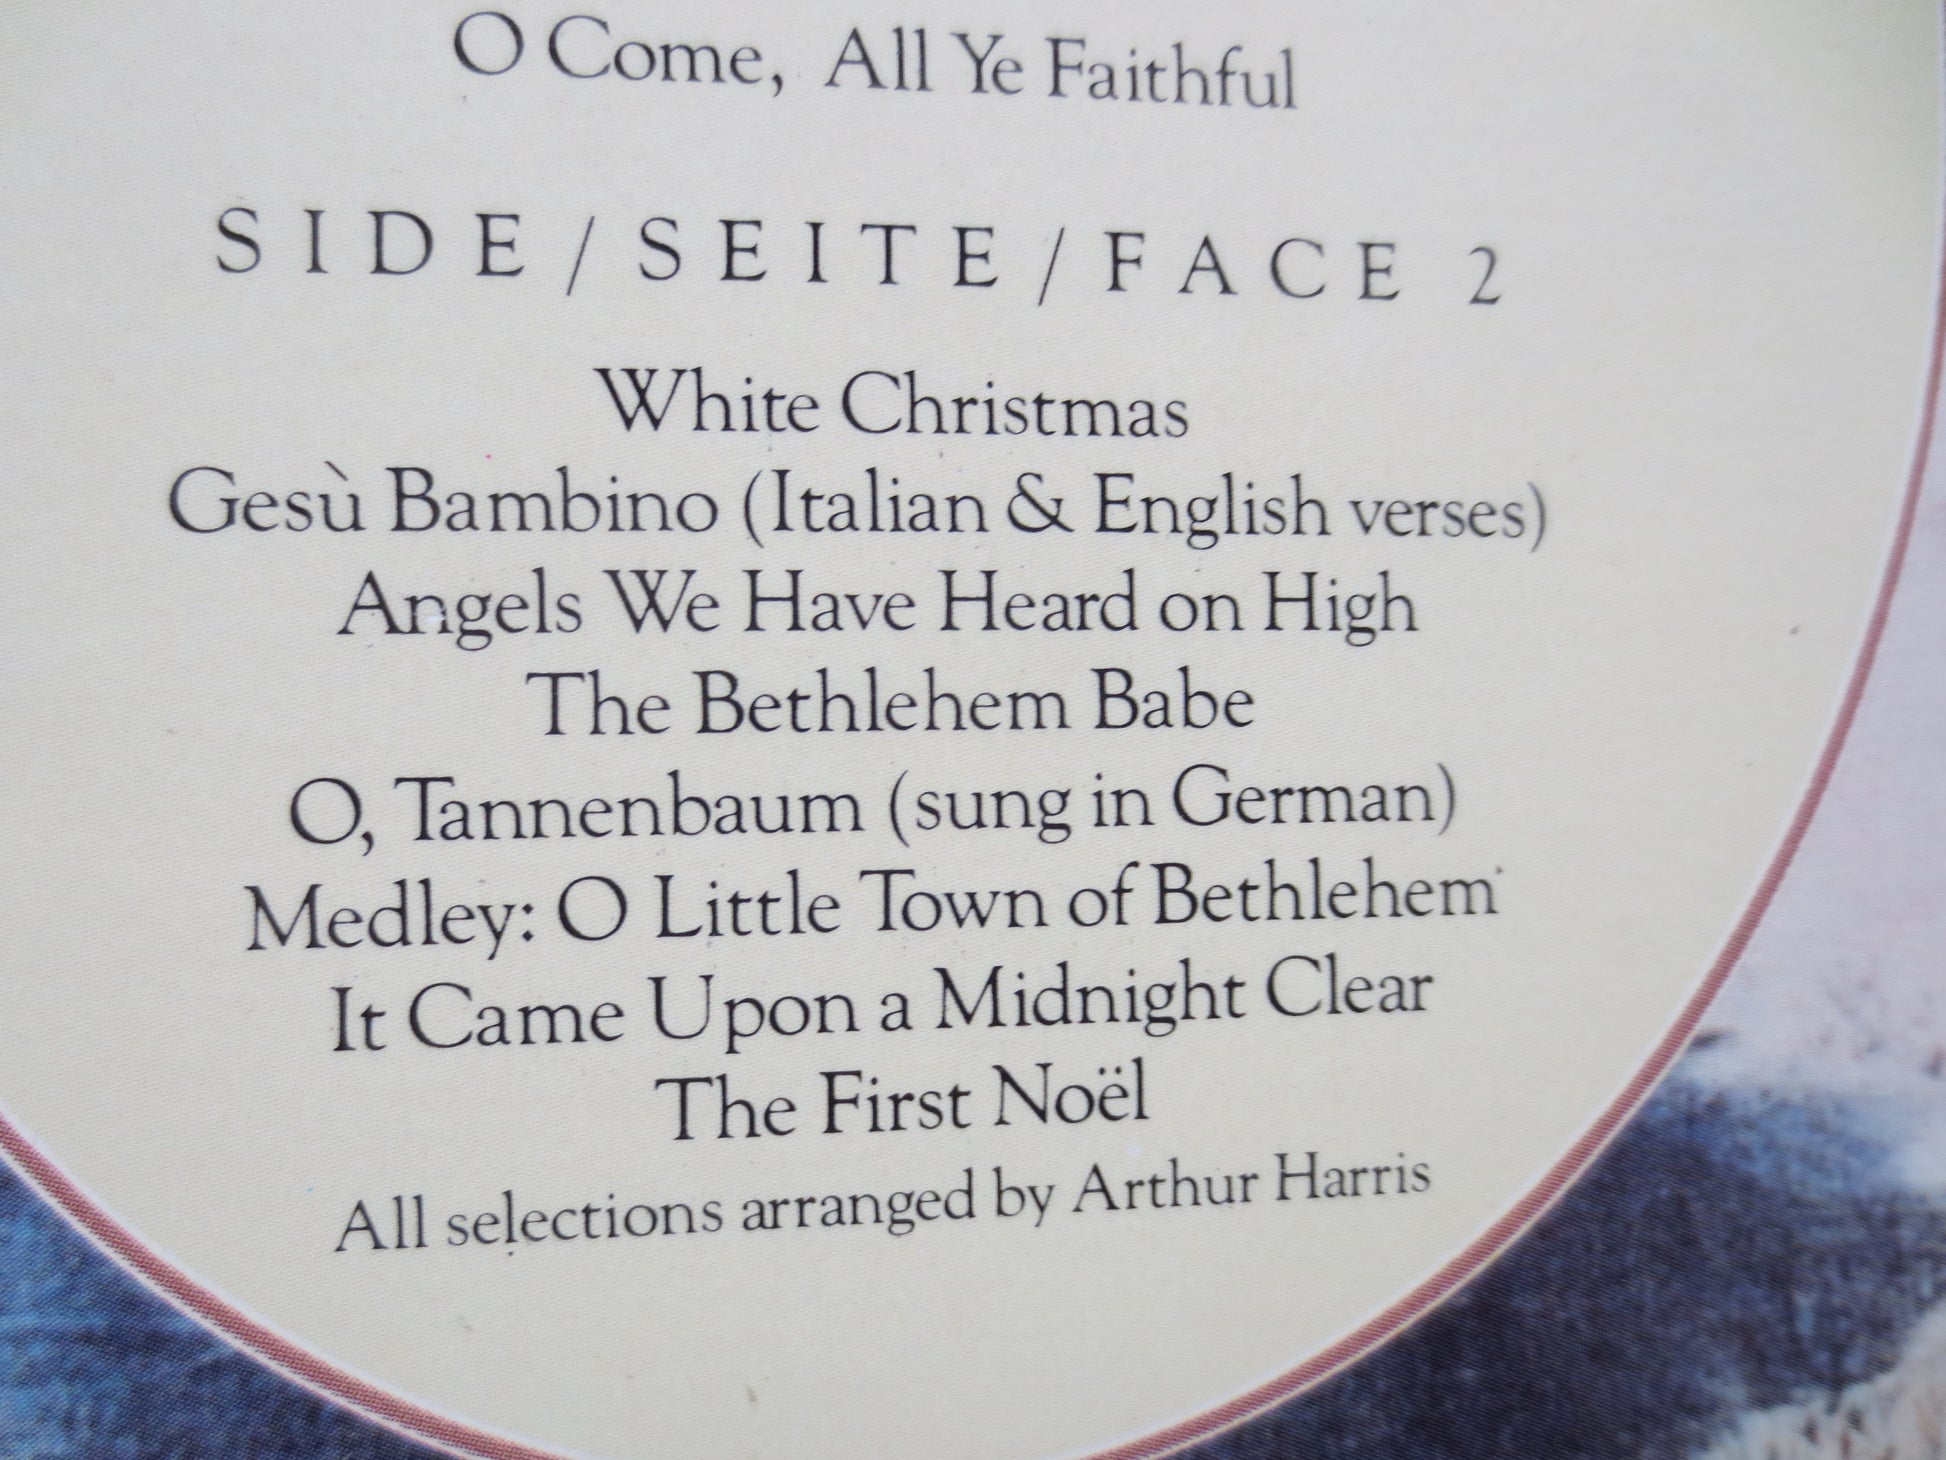 O Come, All Ye Faithful
SIDE/SEITE/FACE 2
White Christmas
Gesù Bambino (Italian & English verses)
Angels We Have Heard on High
The Bethlehem Babe
O, Tannenbaum (sung in German)
Medley: O Little Town of Bethlehem
It Came Upon a Midnight Clear
The First Noël
All selections arranged by Arthur Harris